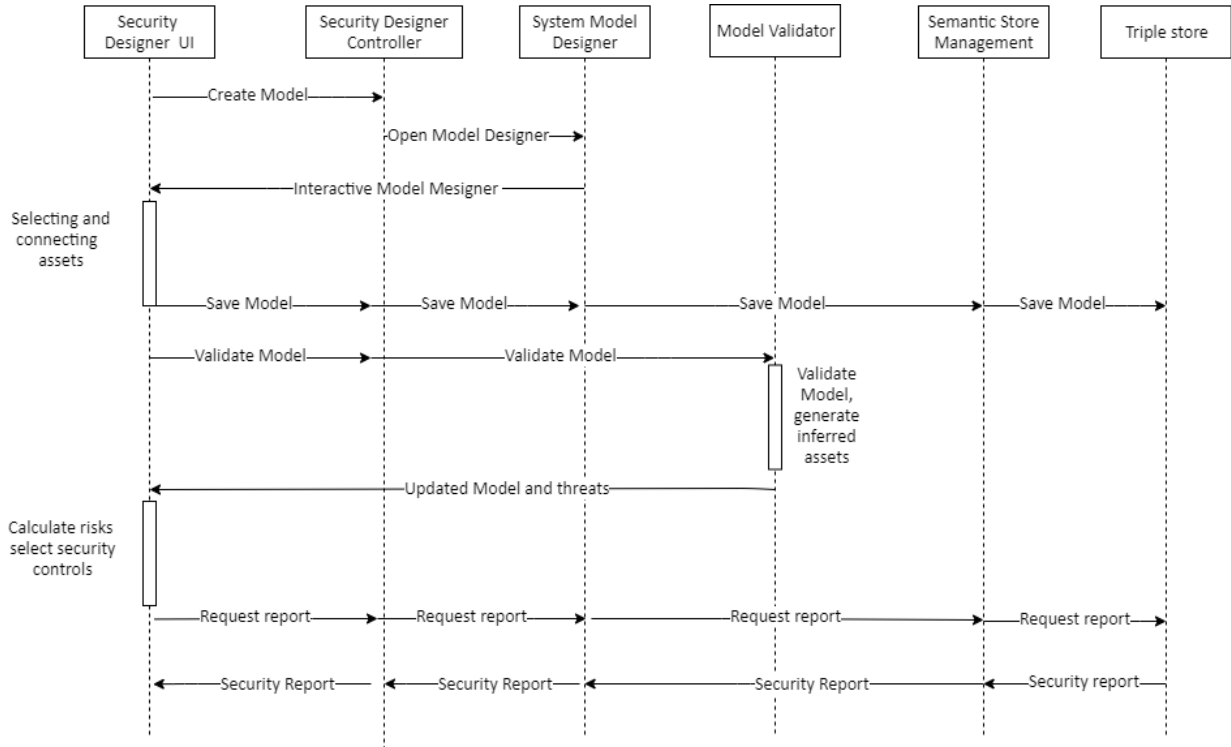 Security
Designer UI
Security Designer
Controller
System Model
Designer
Model Validator
Semantic Store
Management
Triple store
Create Model
Open Model Designer
Interactive Model Mesigner
Selecting and
connecting
assets
Save Model
Save Model
Save Model
Save Model
Validate Model
Validate Model
Validate
Model,
generate
inferred
assets
Updated Model and threats
Calculate risks
select security
controls
Request report
Request report
Request report
Request report
Security Report
Security Report
Security Report
Security report